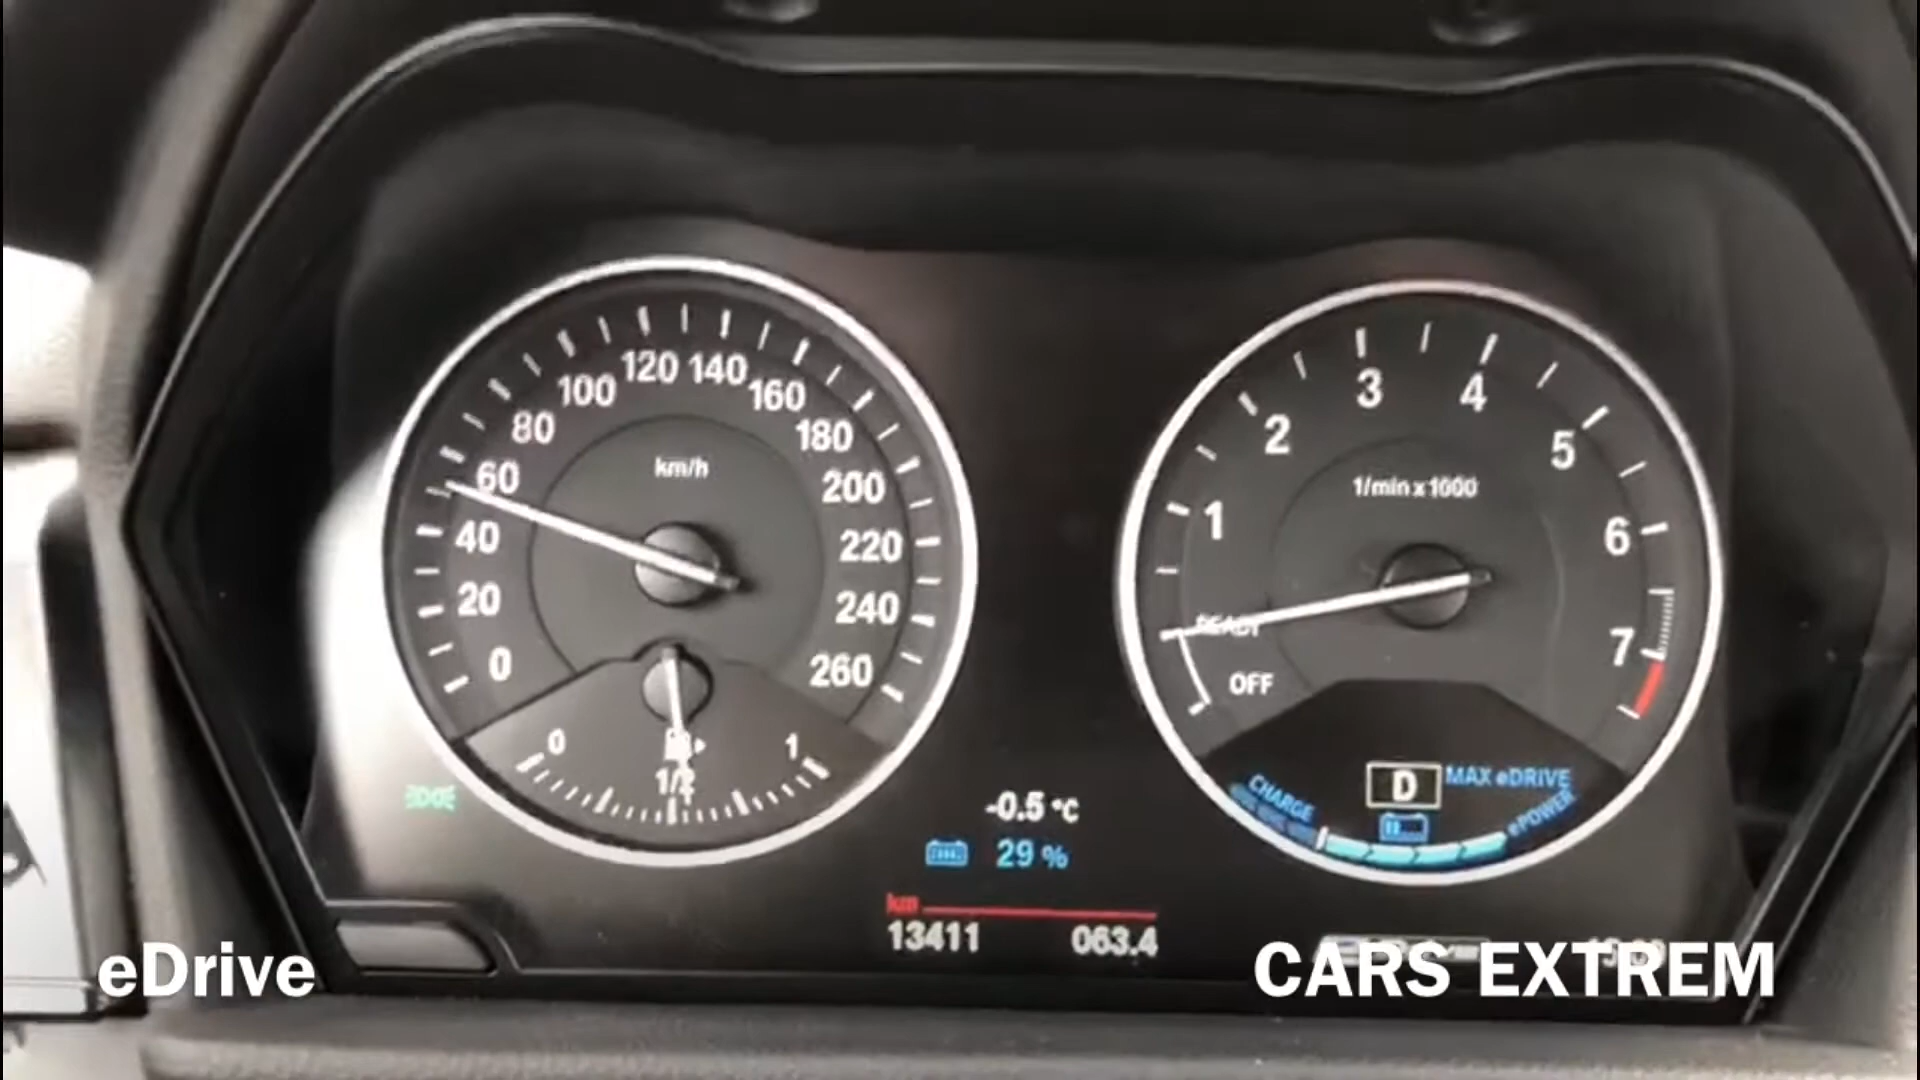 120 140
100 160
80 180
60 200
40 220
20 240
0 260
km/h
0 1/2 1
3 4
2 5
1 6
7
1/min x 1000
READY
OFF
CHARGE
D
MAX eDRIVE
ePOWER
-0.5 °C
29 %
km
13411 063.4
eDrive
CARS EXTREM